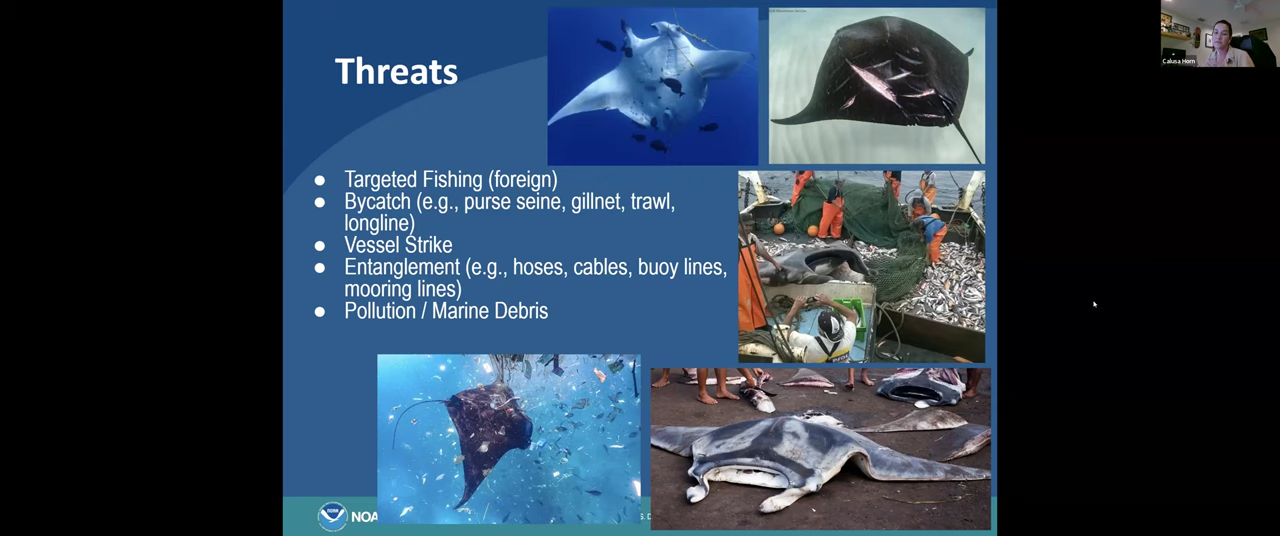 Threats
● Targeted Fishing (foreign)
● Bycatch (e.g., purse seine, gillnet, trawl,
longline)
● Vessel Strike
● Entanglement (e.g., hoses, cables, buoy lines,
mooring lines)
● Pollution / Marine Debris
NOA
Calusa Horn